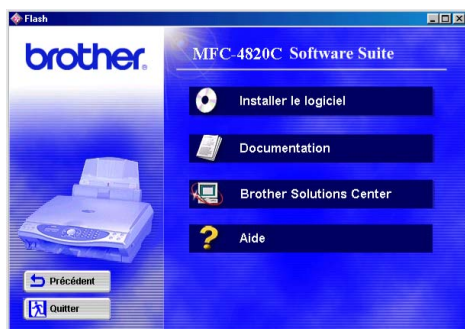 Flash
brother®
MFC-4820C Software Suite
Installer le logiciel
Documentation
Brother Solutions Center
Aide
Précédent
Quitter